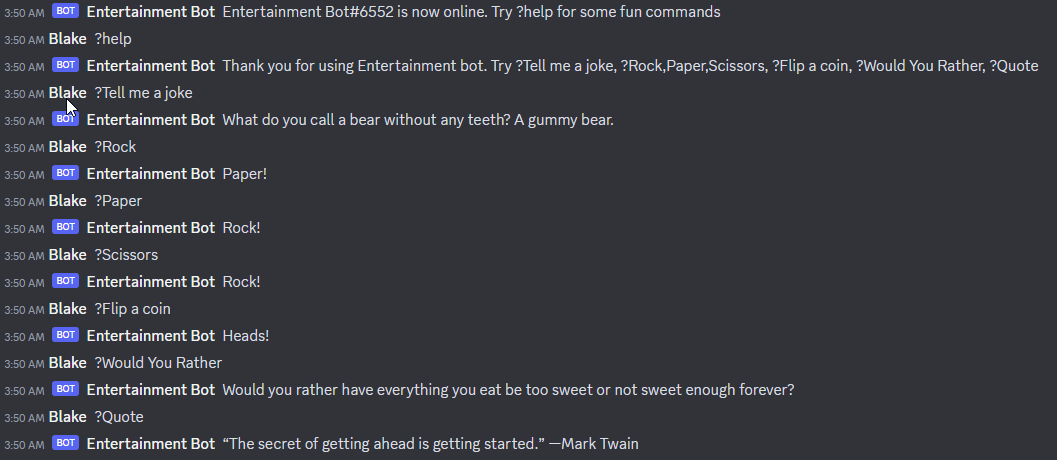 3:50 AM BOT Entertainment Bot Entertainment Bot#6552 is now online. Try ?help for some fun commands
3:50 AM Blake ?help
3:50 AM BOT Entertainment Bot Thank you for using Entertainment bot. Try ?Tell me a joke, ?Rock,Paper,Scissors, ?Flip a coin, ?Would You Rather, ?Quote
3:50 AM Blake ?Tell me a joke
3:50 AM BOT Entertainment Bot What do you call a bear without any teeth? A gummy bear.
3:50 AM Blake ?Rock
3:50 AM BOT Entertainment Bot Paper!
3:50 AM Blake ?Paper
3:50 AM BOT Entertainment Bot Rock!
3:50 AM Blake ?Scissors
3:50 AM BOT Entertainment Bot Rock!
3:50 AM Blake ?Flip a coin
3:50 AM BOT Entertainment Bot Heads!
3:50 AM Blake ?Would You Rather
3:50 AM BOT Entertainment Bot Would you rather have everything you eat be too sweet or not sweet enough forever?
3:50 AM Blake ?Quote
3:50 AM BOT Entertainment Bot “The secret of getting ahead is getting started.” —Mark Twain